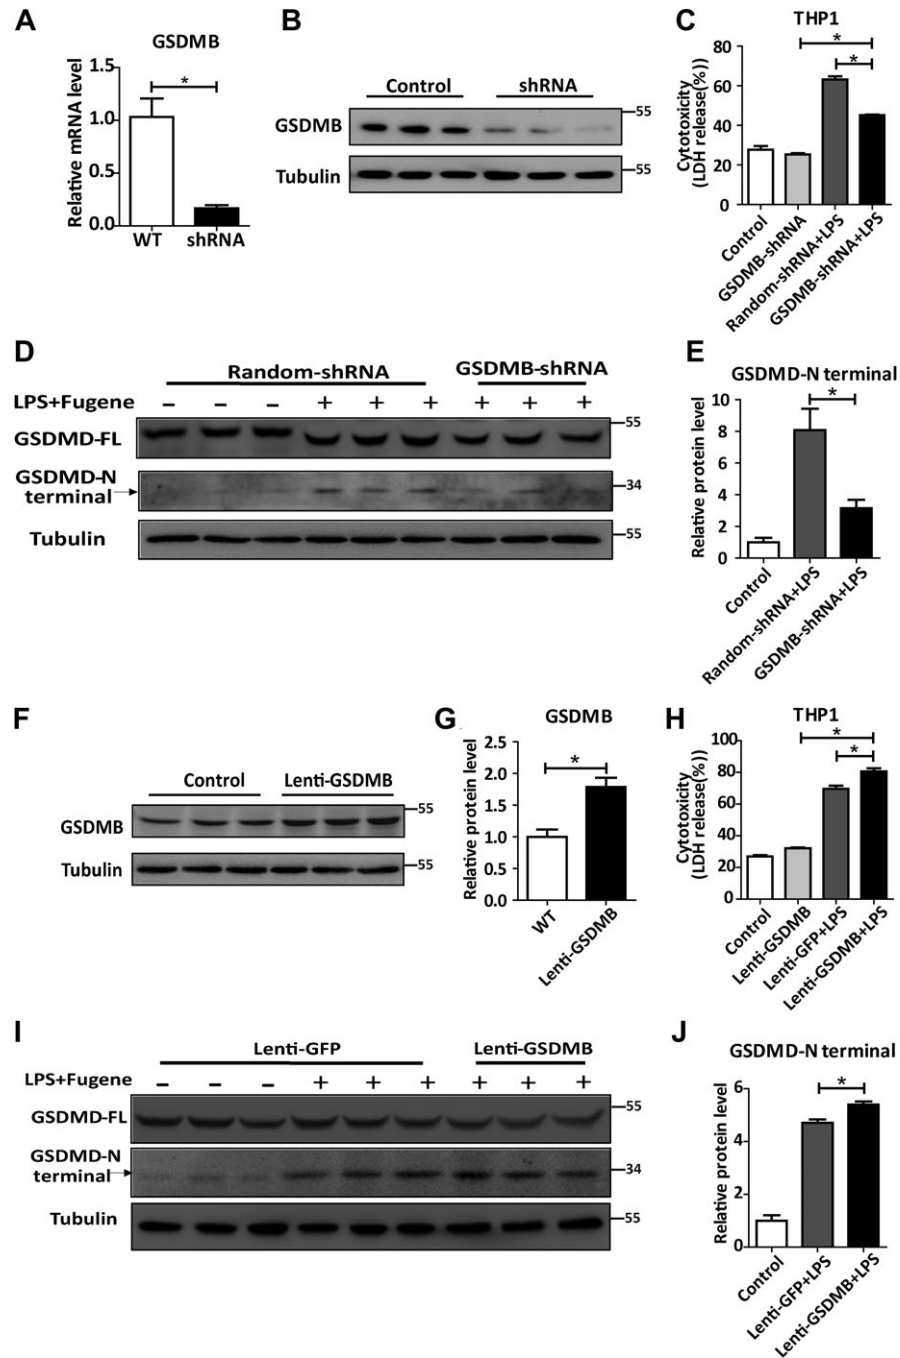 A
GSDMB
Relative mRNA level
1.5
1.0
0.5
0.0
*
WT
shRNA
B
Control
shRNA
GSDMB
55
Tubulin
55
C
THP1
Cytotoxicity
(LDH release(%))
80
60
40
20
0
*
*
Control
GSDMB-shRNA
Random-shRNA+LPS
GSDMB-shRNA+LPS
D
Random-shRNA
GSDMB-shRNA
LPS+Fugene
– – – + + + + + +
GSDMD-FL
55
GSDMD-N
terminal
34
Tubulin
55
E
GSDMD-N terminal
Relative protein level
10
8
6
4
2
0
*
Control
Random-shRNA+LPS
GSDMB-shRNA+LPS
F
Control
Lenti-GSDMB
GSDMB
55
Tubulin
55
G
GSDMB
Relative protein level
2.5
2.0
1.5
1.0
0.5
0.0
*
WT
Lenti-GSDMB
H
THP1
Cytotoxicity
(LDH release(%))
100
80
60
40
20
0
*
*
Control
Lenti-GSDMB
Lenti-GFP+LPS
Lenti-GSDMB+LPS
I
Lenti-GFP
Lenti-GSDMB
LPS+Fugene
– – – + + + + + +
GSDMD-FL
55
GSDMD-N
terminal
34
Tubulin
55
J
GSDMD-N terminal
Relative protein level
6
4
2
0
*
Control
Lenti-GFP+LPS
Lenti-GSDMB+LPS